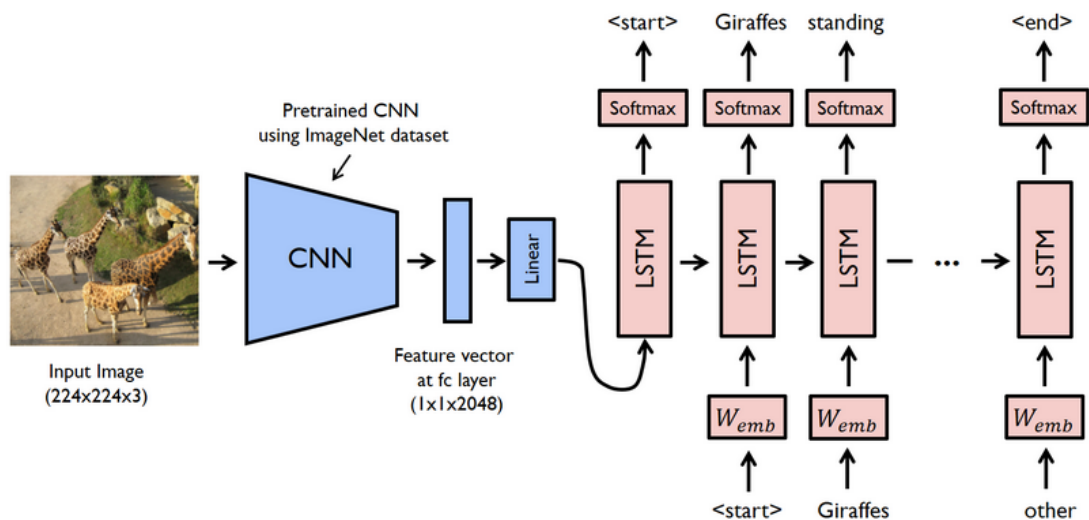 <start> Giraffes standing <end>
Softmax Softmax Softmax Softmax
Pretrained CNN
using ImageNet dataset
CNN
Linear
LSTM LSTM LSTM ... LSTM
Input Image
(224x224x3)
Feature vector
at fc layer
(1x1x2048)
W_emb W_emb W_emb
<start> Giraffes other